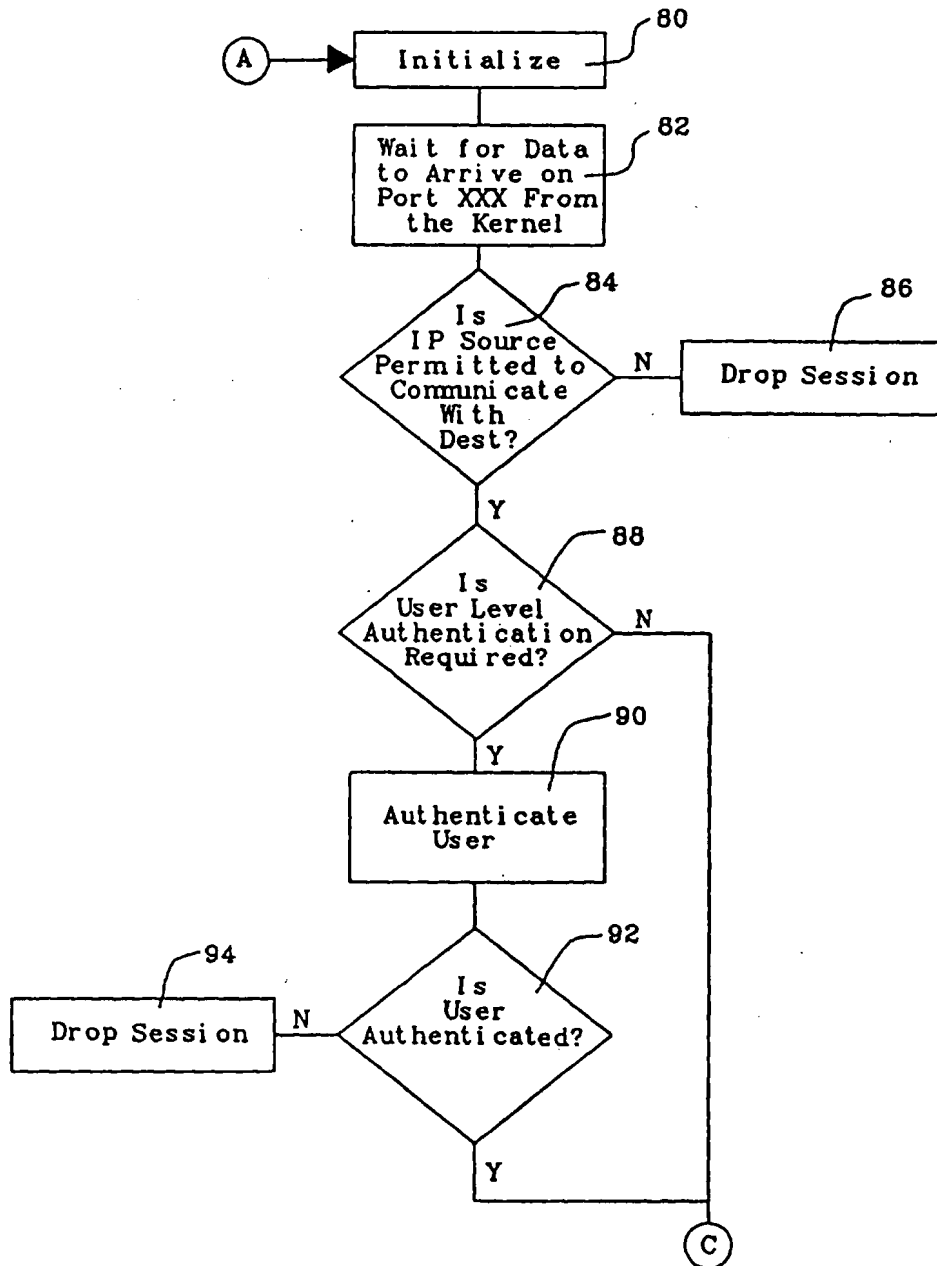 A
Initialize
80
Wait for Data
to Arrive on
Port XXX From
the Kernel
82
Is
IP Source
Permitted to
Communicate
With
Dest?
84
N
Drop Session
86
Y
Is
User Level
Authentication
Required?
88
N
Y
Authenticate
User
90
Is
User
Authenticated?
92
N
Drop Session
94
Y
C